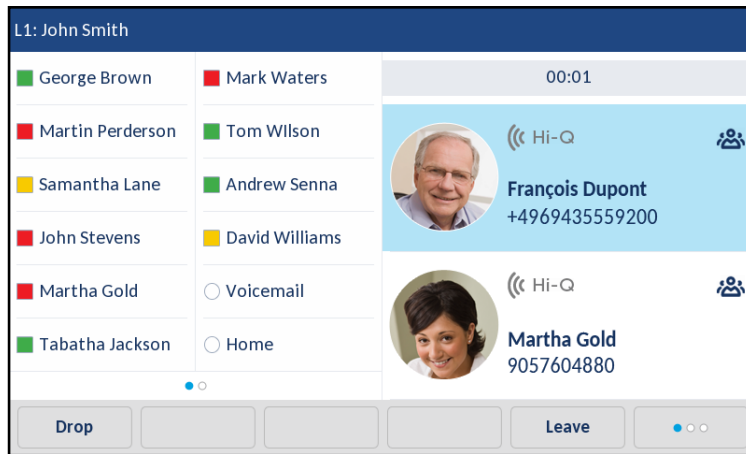 L1: John Smith
George Brown
Mark Waters
Martin Perderson
Tom WIlson
Samantha Lane
Andrew Senna
John Stevens
David Williams
Martha Gold
Voicemail
Tabatha Jackson
Home
00:01
Hi-Q
François Dupont
+4969435559200
Hi-Q
Martha Gold
9057604880
Drop
Leave